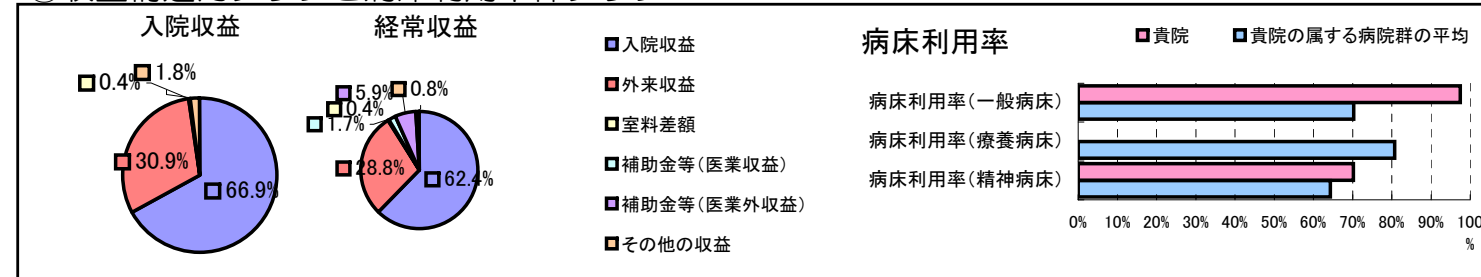 入院収益
0.4%
1.8%
30.9%
66.9%
経常収益
5.9%
0.8%
0.4%
1.7%
28.8%
62.4%
入院収益
外来収益
室料差額
補助金等(医業収益)
補助金等(医業外収益)
その他の収益
病床利用率
貴院
貴院の属する病院群の平均
病床利用率(一般病床)
病床利用率(療養病床)
病床利用率(精神病床)
0% 10% 20% 30% 40% 50% 60% 70% 80% 90% 100
%